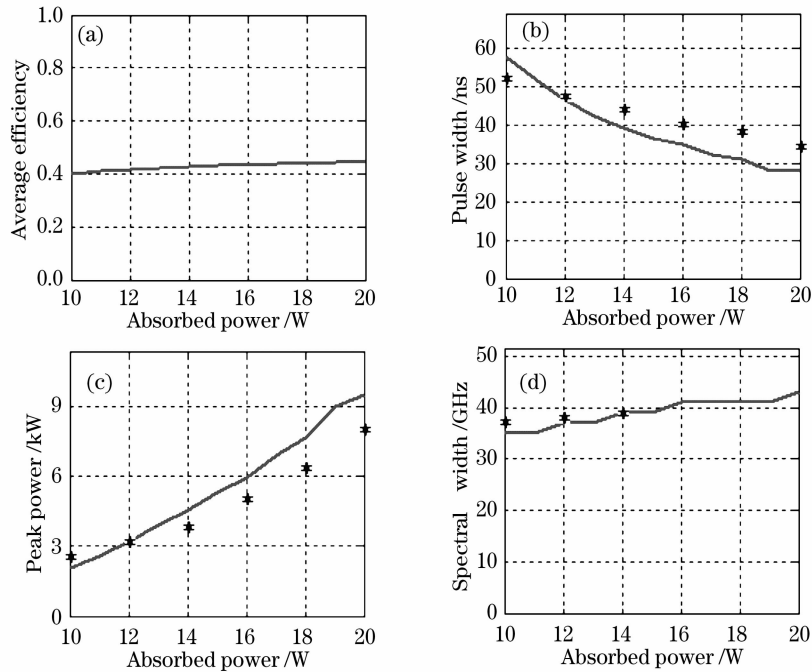 (a)
1.0
0.8
0.6
0.4
0.2
0.0
Average efficiency
10 12 14 16 18 20
Absorbed power /W
(b)
60
50
40
30
20
10
0
Pulse width /ns
10 12 14 16 18 20
Absorbed power /W
(c)
9
6
3
0
Peak power /kW
10 12 14 16 18 20
Absorbed power /W
(d)
50
40
30
20
10
0
Spectral width /GHz
10 12 14 16 18 20
Absorbed power /W